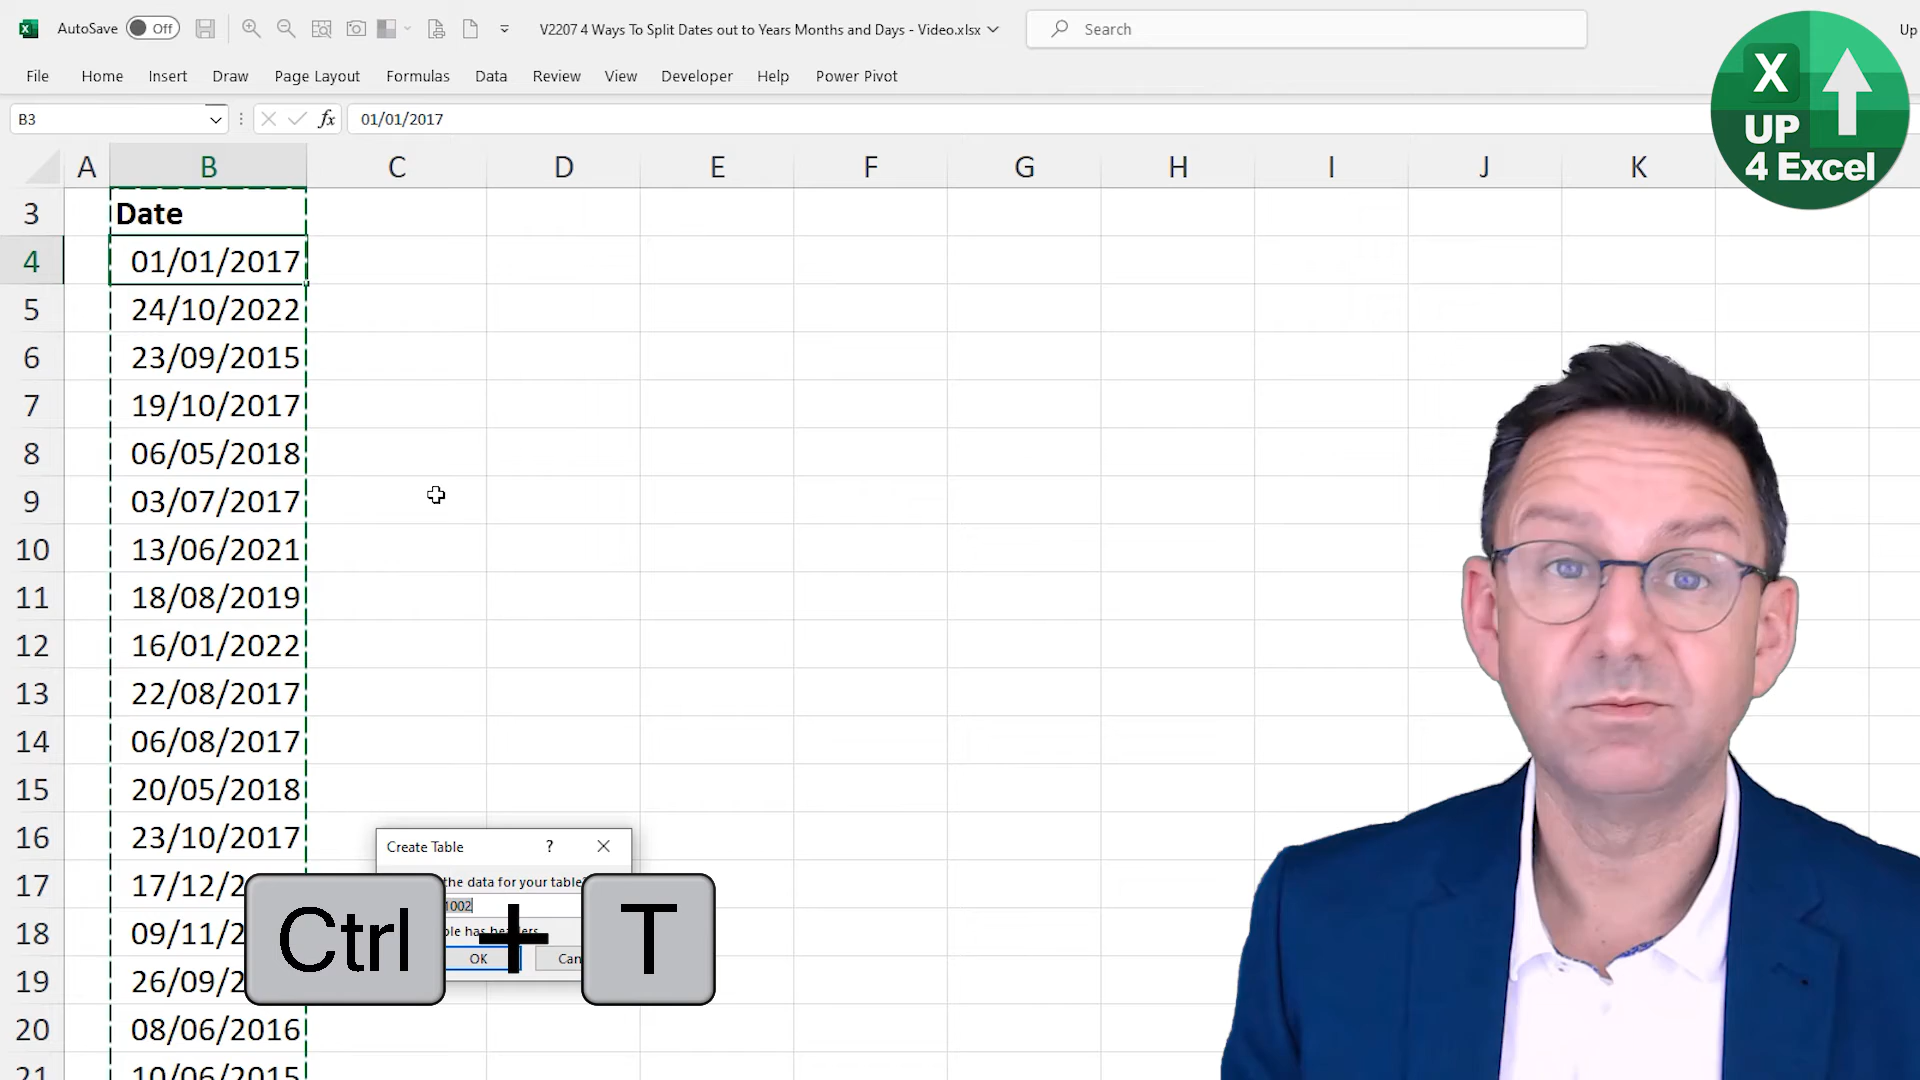 AutoSave Off V2207 4 Ways To Split Dates out to Years Months and Days - Video.xlsx Search Up
File Home Insert Draw Page Layout Formulas Data Review View Developer Help Power Pivot
B3 fx 01/01/2017
X
UP
4 Excel
A B C D E F G H I J K
3 Date
4 01/01/2017
5 24/10/2022
6 23/09/2015
7 19/10/2017
8 06/05/2018
9 03/07/2017
10 13/06/2021
11 18/08/2019
12 16/01/2022
13 22/08/2017
14 06/08/2017
15 20/05/2018
16 23/10/2017
17 17/12/2
18 09/11/2
19 26/09/2
20 08/06/2016
21 10/06/2015
Create Table ?
the data for your table
1002
ble has headers
OK Can
Ctrl + T